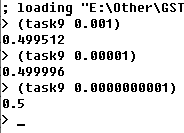 ; loading "E:\Other\GST
> (task9 0.001)
0.499512
> (task9 0.00001)
0.499996
> (task9 0.0000000001)
0.5
> _